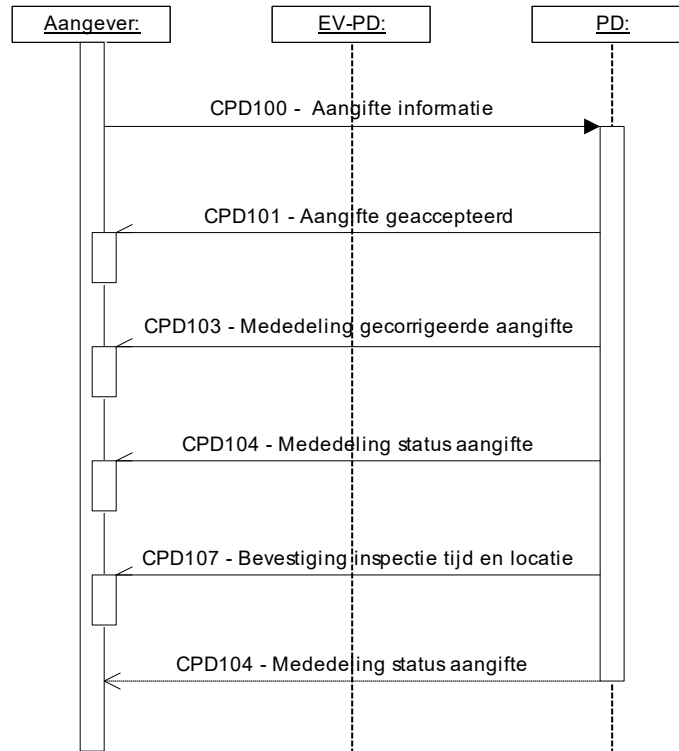 Aangever:
EV-PD:
PD:
CPD100 - Aangifte informatie
CPD101 - Aangifte geaccepteerd
CPD103 - Mededeling gecorrigeerde aangifte
CPD104 - Mededeling status aangifte
CPD107 - Bevestiging inspectie tijd en locatie
CPD104 - Mededeling status aangifte